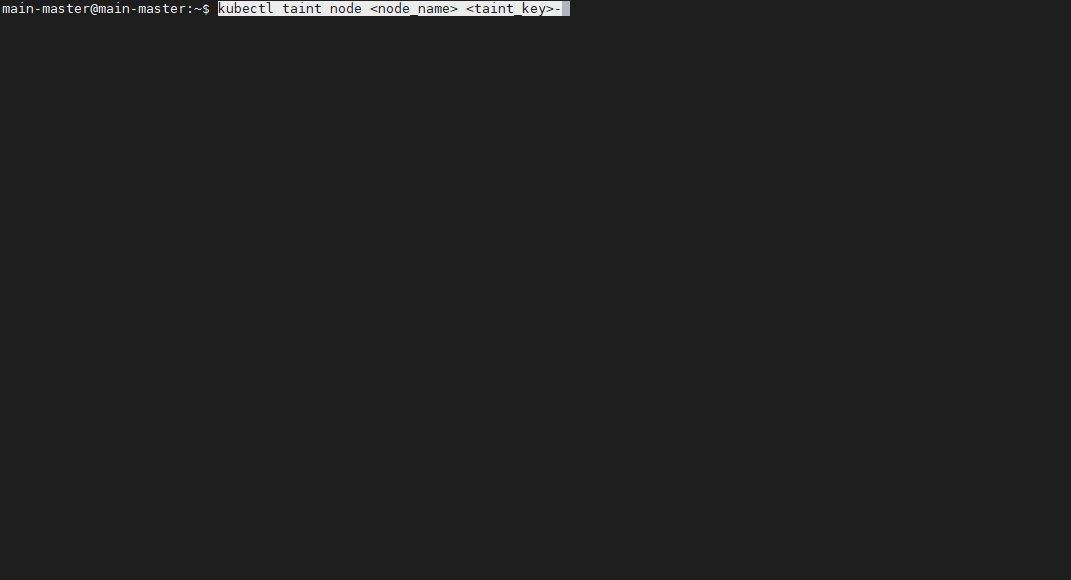 main-master@main-master:~$ kubectl taint node <node_name> <taint_key>-